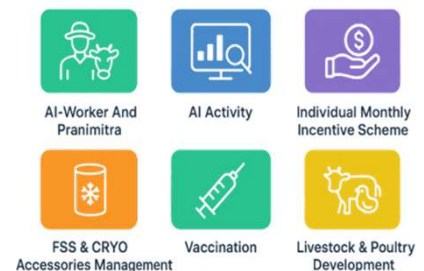 AI-Worker And
Pranimitra
AI Activity
Individual Monthly
Incentive Scheme
FSS & CRYO
Accessories Management
Vaccination
Livestock & Poultry
Development